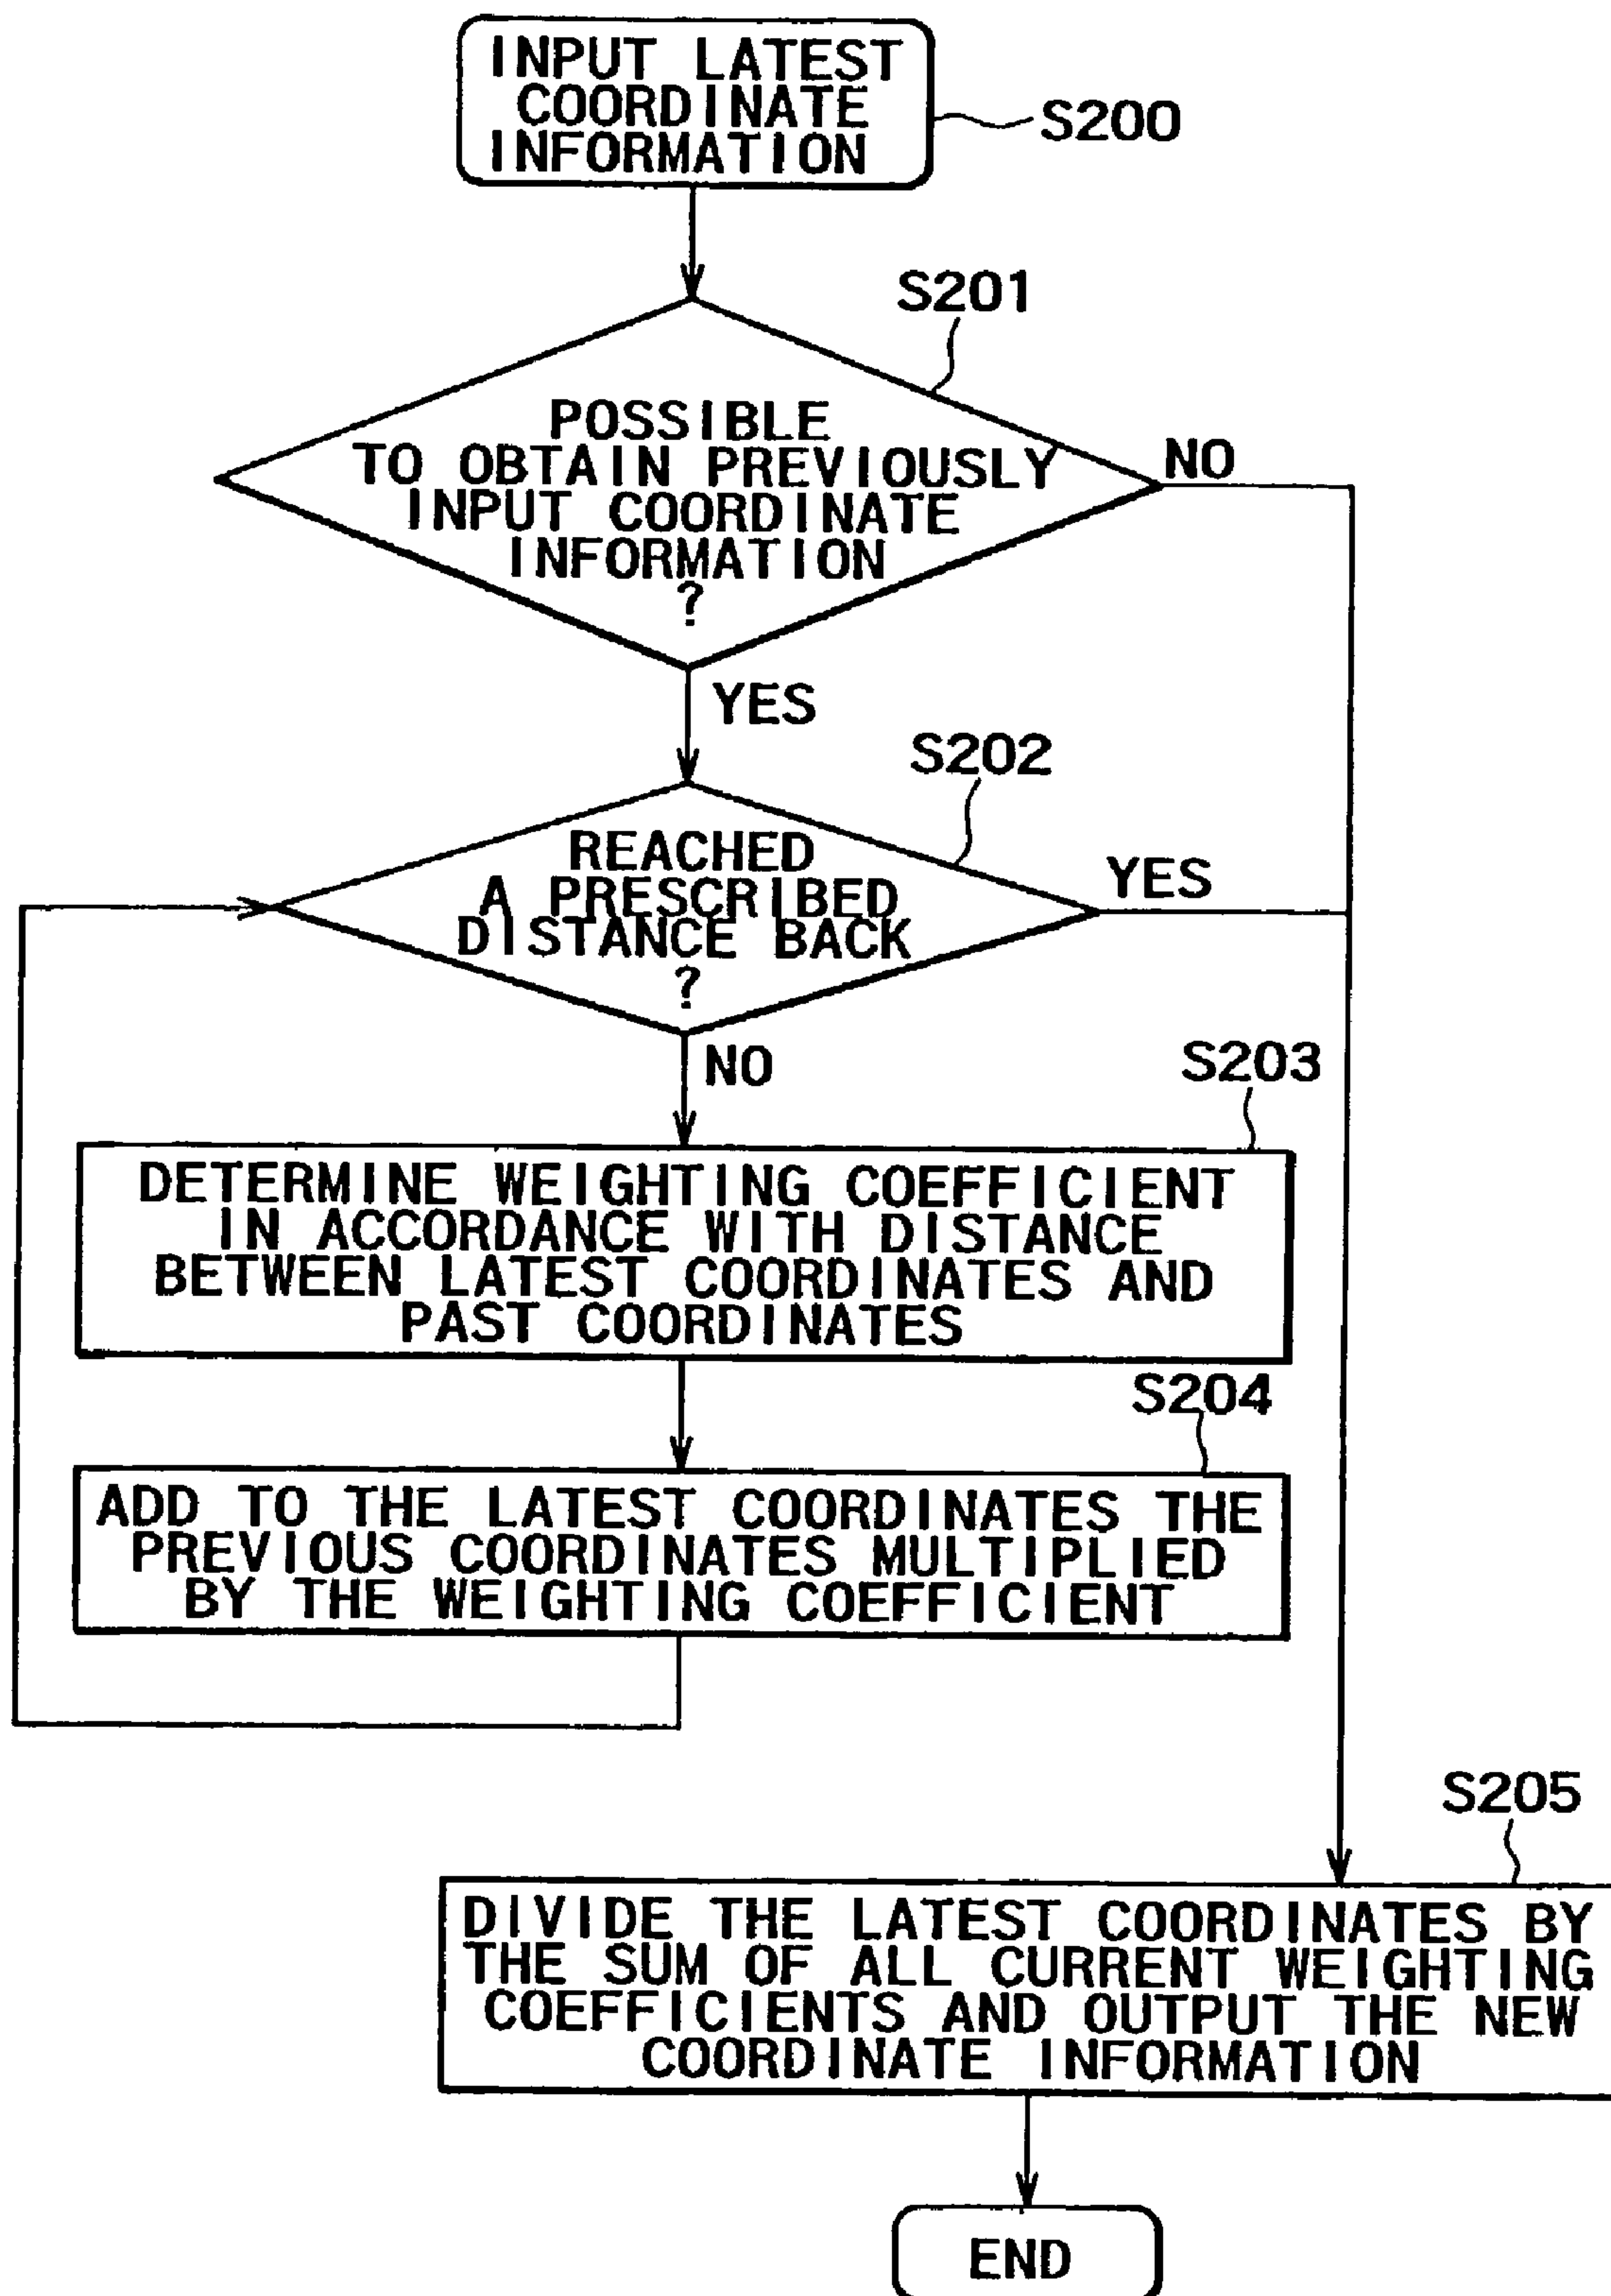 INPUT LATEST
COORDINATE
INFORMATION
S200
S201
POSSIBLE
TO OBTAIN PREVIOUSLY
INPUT COORDINATE
INFORMATION
?
NO
YES
S202
REACHED
A PRESCRIBED
DISTANCE BACK
?
YES
NO
S203
DETERMINE WEIGHTING COEFFICIENT
IN ACCORDANCE WITH DISTANCE
BETWEEN LATEST COORDINATES AND
PAST COORDINATES
S204
ADD TO THE LATEST COORDINATES THE
PREVIOUS COORDINATES MULTIPLIED
BY THE WEIGHTING COEFFICIENT
S205
DIVIDE THE LATEST COORDINATES BY
THE SUM OF ALL CURRENT WEIGHTING
COEFFICIENTS AND OUTPUT THE NEW
COORDINATE INFORMATION
END